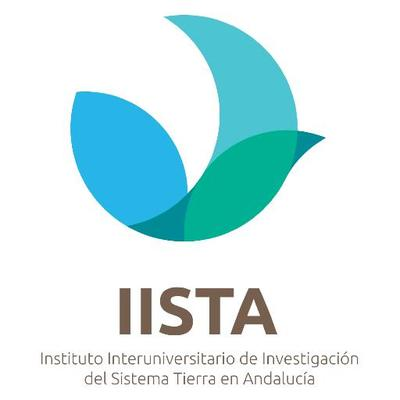 IISTA
Instituto Interuniversitario de Investigación
del Sistema Tierra en Andalucía